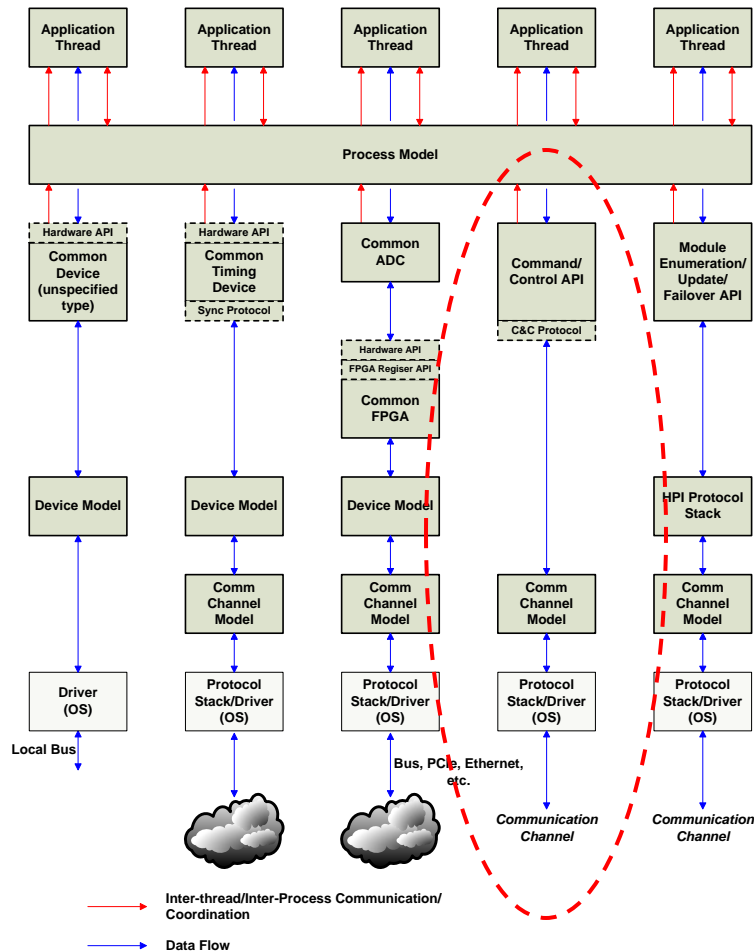 Application
Thread
Application
Thread
Application
Thread
Application
Thread
Application
Thread
Process Model
Hardware API
Common
Device
(unspecified
type)
Hardware API
Common
Timing
Device
Sync Protocol
Common
ADC
Command/
Control API
C&C Protocol
Module
Enumeration/
Update/
Failover API
Hardware API
FPGA Regiser API
Common
FPGA
Device Model
Device Model
Device Model
HPI Protocol
Stack
Comm
Channel
Model
Comm
Channel
Model
Comm
Channel
Model
Comm
Channel
Model
Driver
(OS)
Protocol
Stack/Driver
(OS)
Protocol
Stack/Driver
(OS)
Protocol
Stack/Driver
(OS)
Protocol
Stack/Driver
(OS)
Local Bus
Bus, PCIe, Ethernet,
etc.
Communication
Channel
Communication
Channel
Inter-thread/Inter-Process Communication/
Coordination
Data Flow